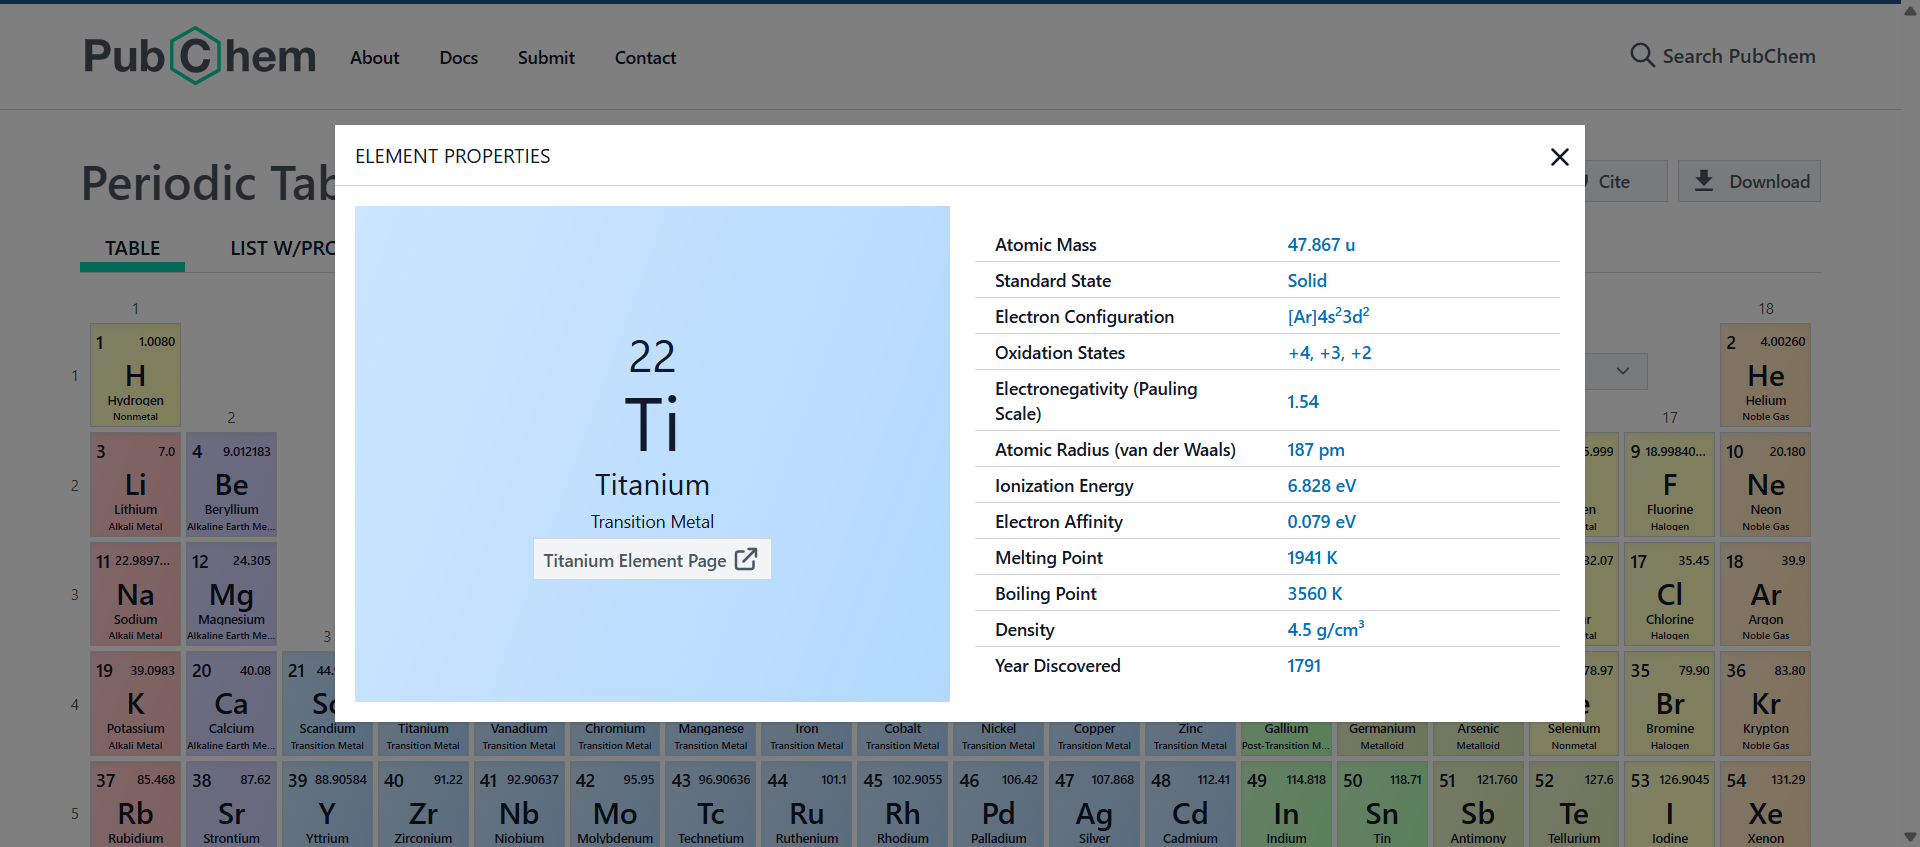 PubChem
About
Docs
Submit
Contact
Search PubChem
Periodic Tab
Cite
Download
TABLE
LIST W/PRO
ELEMENT PROPERTIES
22
Ti
Titanium
Transition Metal
Titanium Element Page
Atomic Mass 47.867 u
Standard State Solid
Electron Configuration [Ar]4s²3d²
Oxidation States +4, +3, +2
Electronegativity (Pauling
Scale) 1.54
Atomic Radius (van der Waals) 187 pm
Ionization Energy 6.828 eV
Electron Affinity 0.079 eV
Melting Point 1941 K
Boiling Point 3560 K
Density 4.5 g/cm³
Year Discovered 1791
1
18
1 1.0080
H
Hydrogen
Nonmetal
1
2 4.00260
He
Helium
Noble Gas
2
17
2
3 7.0
Li
Lithium
Alkali Metal
4 9.012183
Be
Beryllium
Alkaline Earth Me...
5.999
en
tal
9 18.99840...
F
Fluorine
Halogen
10 20.180
Ne
Neon
Noble Gas
3
11 22.9897...
Na
Sodium
Alkali Metal
12 24.305
Mg
Magnesium
Alkaline Earth Me...
3
32.07
ur
tal
17 35.45
Cl
Chlorine
Halogen
18 39.9
Ar
Argon
Noble Gas
4
19 39.0983
K
Potassium
Alkali Metal
20 40.08
Ca
Calcium
Alkaline Earth Me...
21 44.
Sc
Scandium
Transition Metal
Titanium
Transition Metal
Vanadium
Transition Metal
Chromium
Transition Metal
Manganese
Transition Metal
Iron
Transition Metal
Cobalt
Transition Metal
Nickel
Transition Metal
Copper
Transition Metal
Zinc
Transition Metal
Gallium
Post-Transition M...
Germanium
Metalloid
Arsenic
Metalloid
78.97
e
Selenium
Nonmetal
35 79.90
Br
Bromine
Halogen
36 83.80
Kr
Krypton
Noble Gas
5
37 85.468
Rb
Rubidium
38 87.62
Sr
Strontium
39 88.90584
Y
Yttrium
40 91.22
Zr
Zirconium
41 92.90637
Nb
Niobium
42 95.95
Mo
Molybdenum
43 96.90636
Tc
Technetium
44 101.1
Ru
Ruthenium
45 102.9055
Rh
Rhodium
46 106.42
Pd
Palladium
47 107.868
Ag
Silver
48 112.41
Cd
Cadmium
49 114.818
In
Indium
50 118.71
Sn
Tin
51 121.760
Sb
Antimony
52 127.6
Te
Tellurium
53 126.9045
I
Iodine
54 131.29
Xe
Xenon